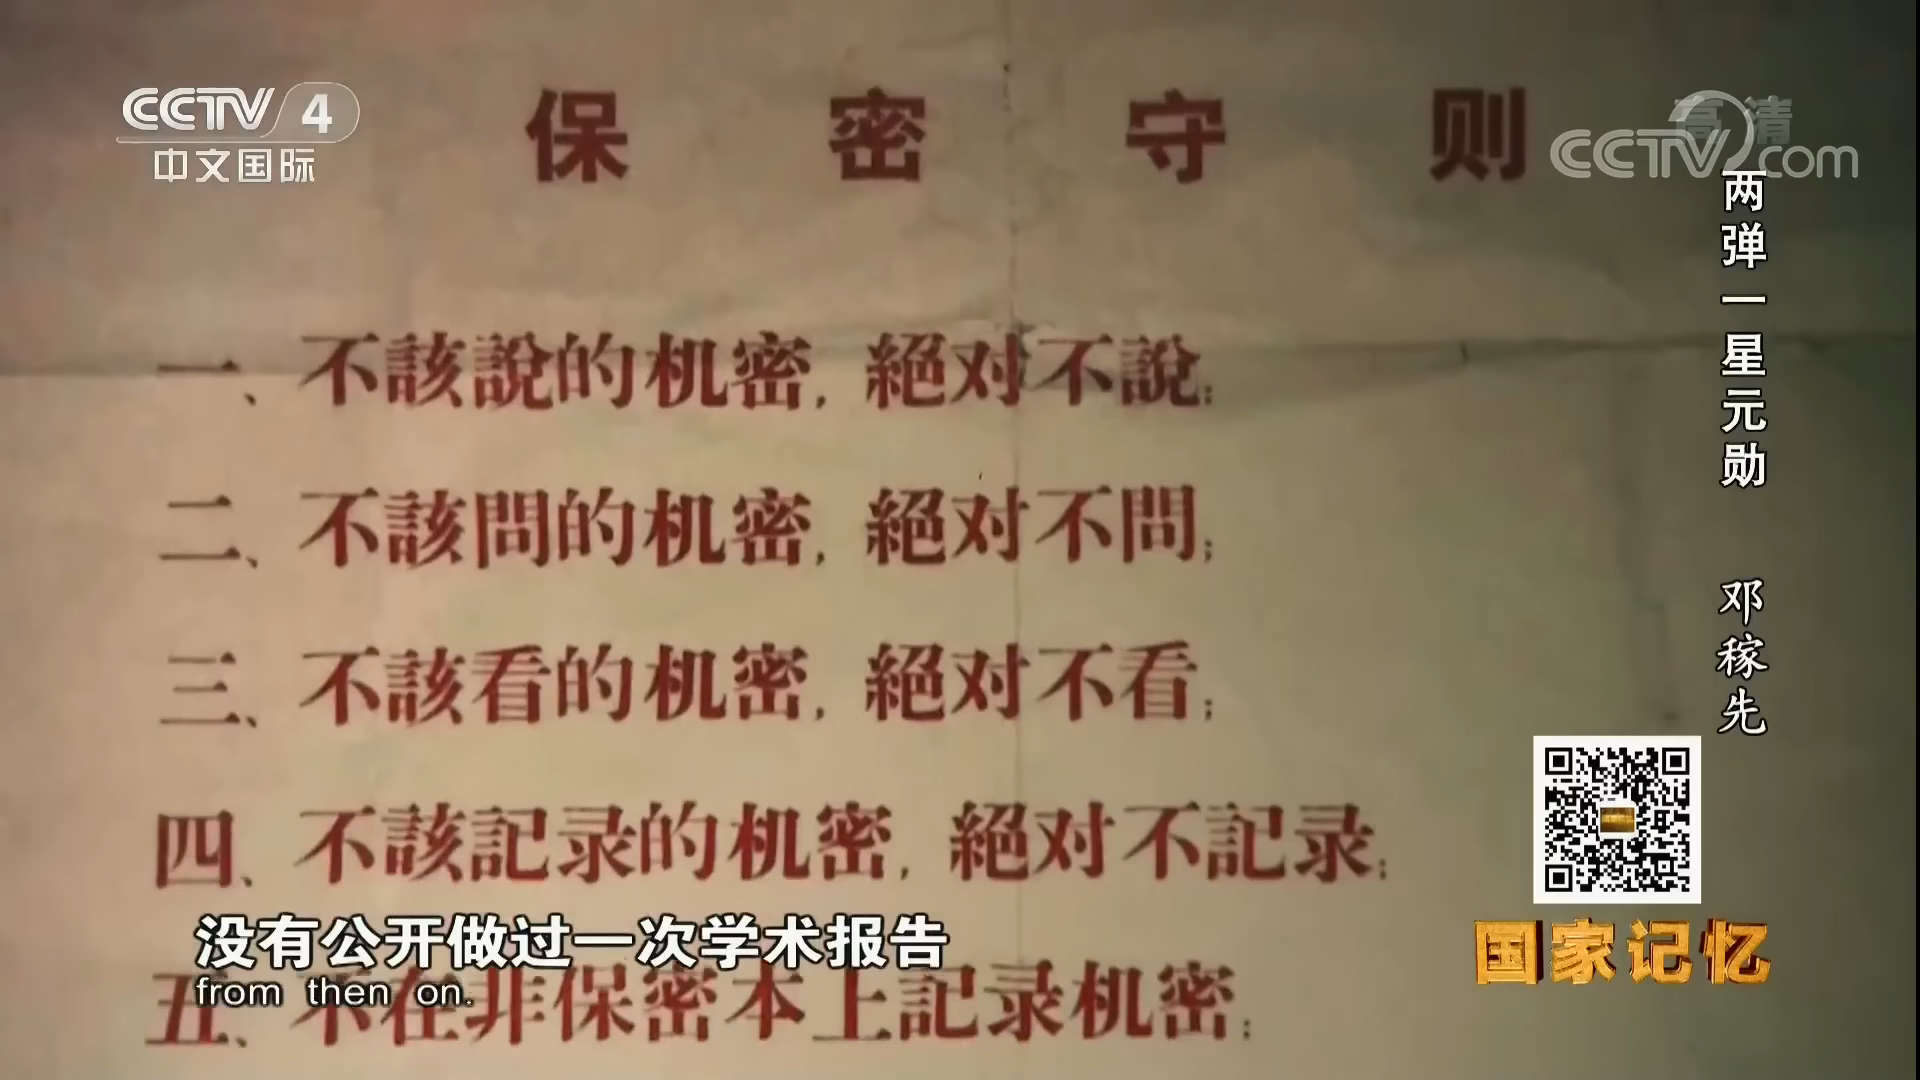 CCTV 4
中文国际
高清
CCTV.com
保密守则
一、不該說的机密，絕对不說；
二、不該問的机密，絕对不問；
三、不該看的机密，絕对不看；
四、不該記录的机密，絕对不記录；
五、不在非保密本上記录机密；
没有公开做过一次学术报告
from then on.
两弹一星元勋 邓稼先
国家记忆